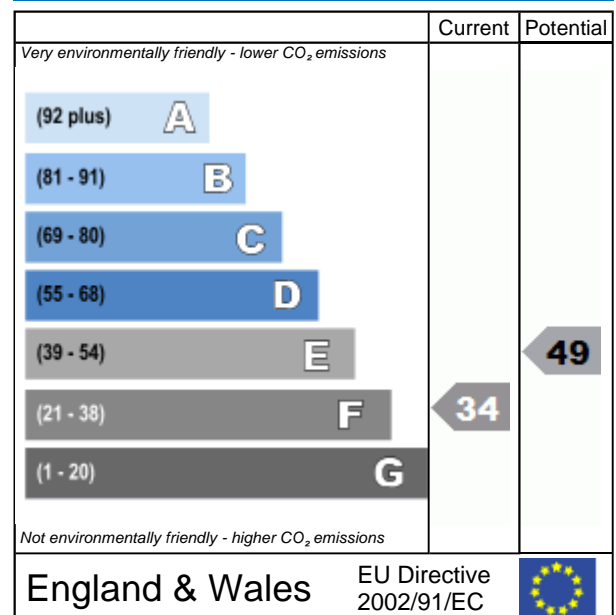 Current Potential
Very environmentally friendly - lower CO₂ emissions
(92 plus) A
(81 - 91) B
(69 - 80) C
(55 - 68) D
(39 - 54) E
49
(21 - 38) F
34
(1 - 20) G
Not environmentally friendly - higher CO₂ emissions
England & Wales
EU Directive
2002/91/EC